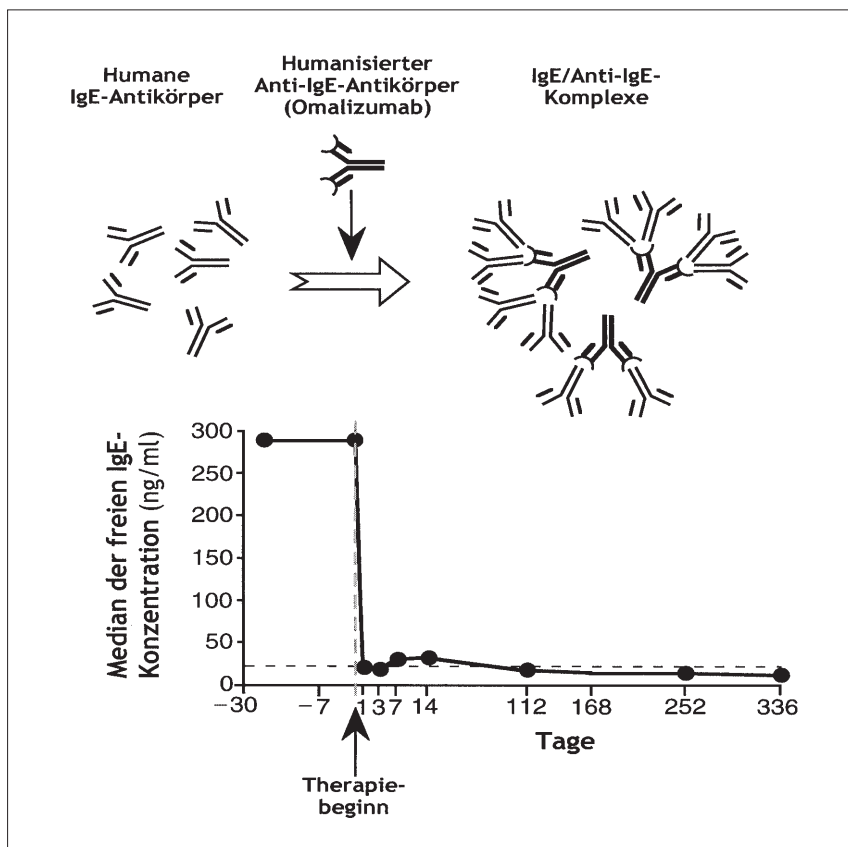 Humane
IgE-Antikörper
Humanisierter
Anti-IgE-Antikörper
(Omalizumab)
IgE/Anti-IgE-
Komplexe
Median der freien IgE-
Konzentration (ng/ml)
300
250
200
150
100
50
0
−30
−7
1
3
7
14
112
168
252
336
Tage
Therapie-
beginn